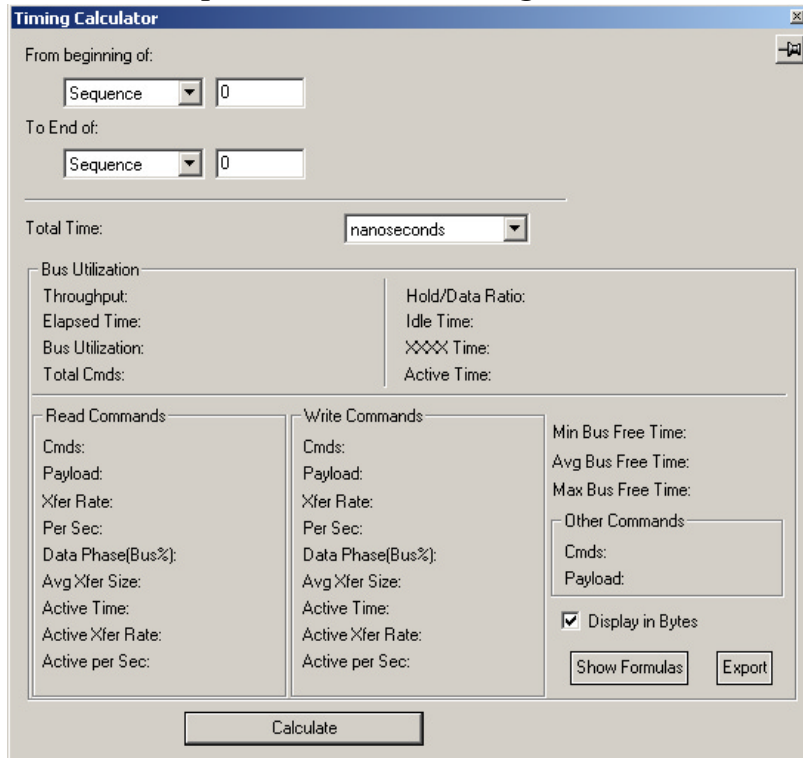 Timing Calculator
From beginning of:
Sequence 0
To End of:
Sequence 0
Total Time: nanoseconds
Bus Utilization
Throughput:
Elapsed Time:
Bus Utilization:
Total Cmds:
Hold/Data Ratio:
Idle Time:
XXXX Time:
Active Time:
Read Commands
Cmds:
Payload:
Xfer Rate:
Per Sec:
Data Phase(Bus%):
Avg Xfer Size:
Active Time:
Active Xfer Rate:
Active per Sec:
Write Commands
Cmds:
Payload:
Xfer Rate:
Per Sec:
Data Phase(Bus%):
Avg Xfer Size:
Active Time:
Active Xfer Rate:
Active per Sec:
Min Bus Free Time:
Avg Bus Free Time:
Max Bus Free Time:
Other Commands
Cmds:
Payload:
Display in Bytes
Show Formulas Export
Calculate